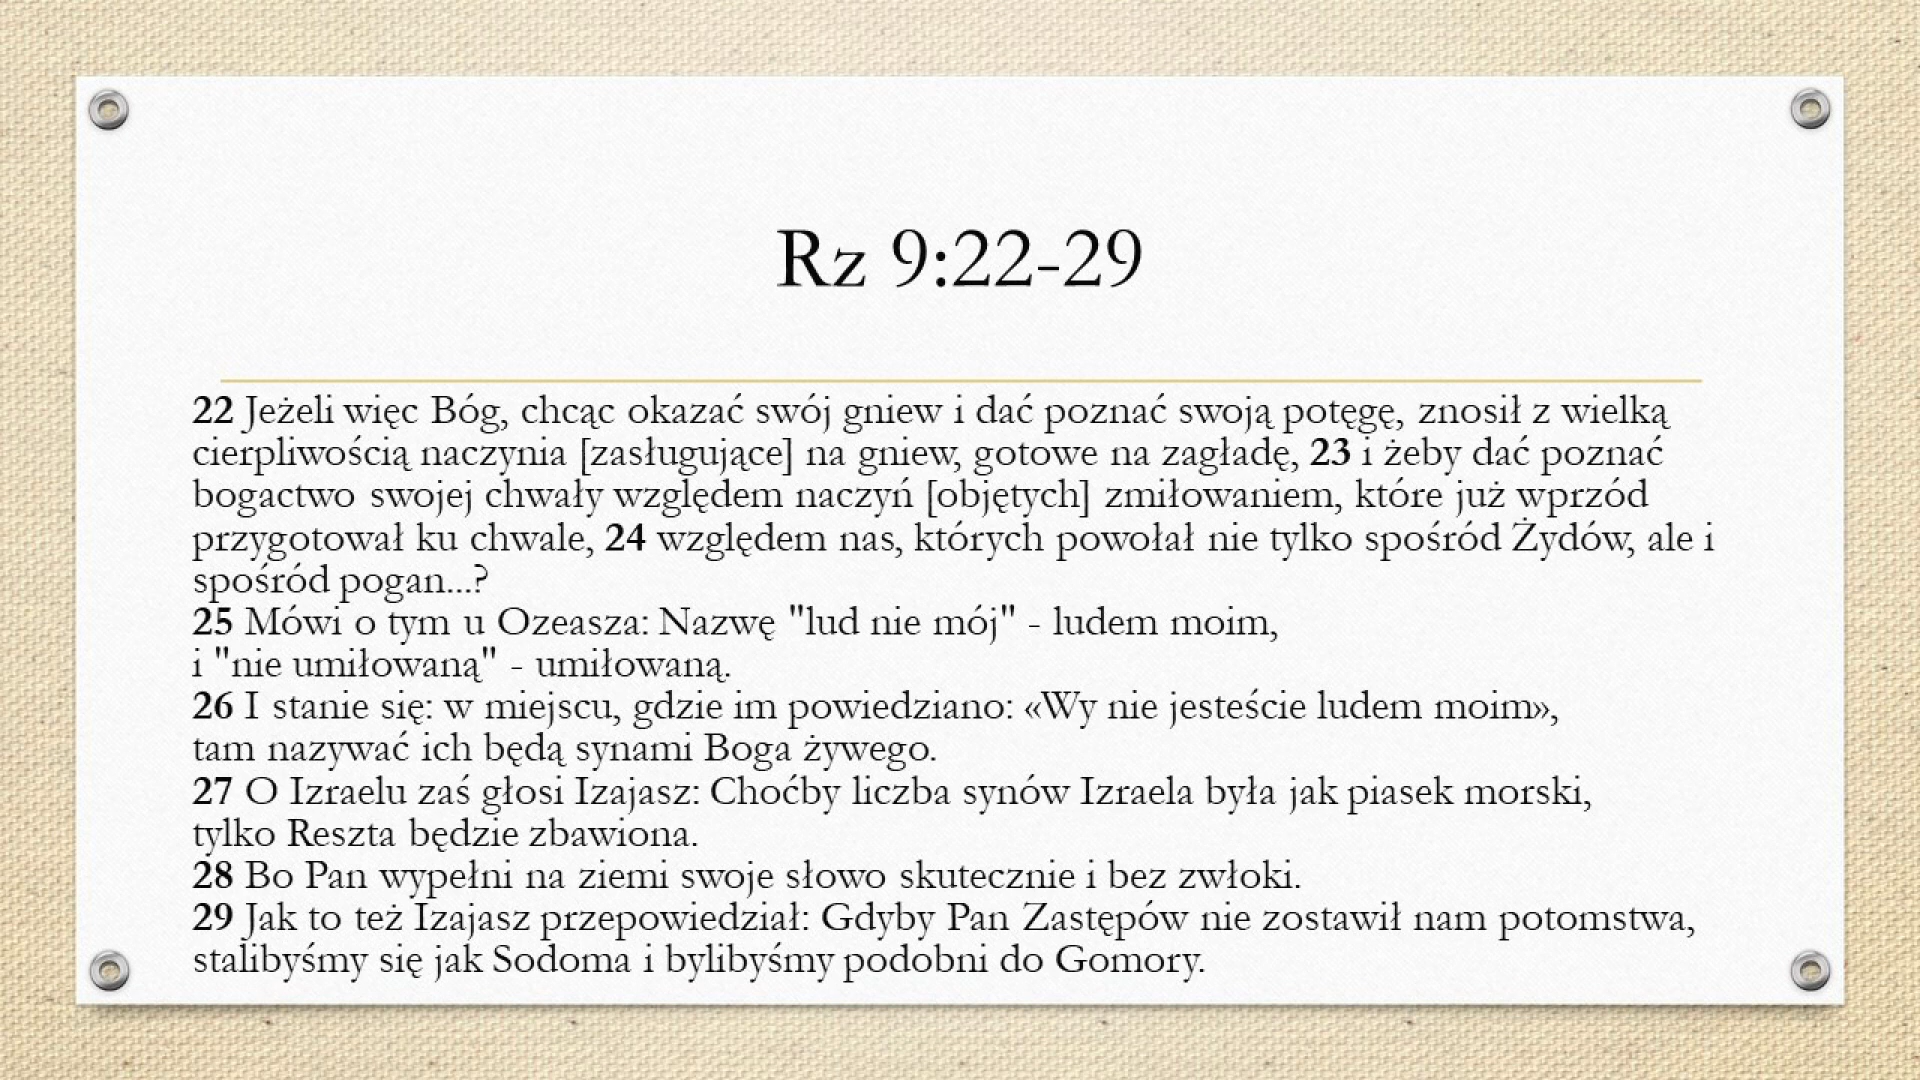 Rz 9:22-29
22 Jeżeli więc Bóg, chcąc okazać swój gniew i dać poznać swoją potęgę, znosił z wielką
cierpliwością naczynia [zasługujące] na gniew, gotowe na zagładę, 23 i żeby dać poznać
bogactwo swojej chwały względem naczyń [objętych] zmiłowaniem, które już wprzód
przygotował ku chwale, 24 względem nas, których powołał nie tylko spośród Żydów, ale i
spośród pogan...?
25 Mówi o tym u Ozeasza: Nazwę "lud nie mój" - ludem moim,
i "nie umiłowaną" - umiłowaną.
26 I stanie się: w miejscu, gdzie im powiedziano: «Wy nie jesteście ludem moim»,
tam nazywać ich będą synami Boga żywego.
27 O Izraelu zaś głosi Izajasz: Choćby liczba synów Izraela była jak piasek morski,
tylko Reszta będzie zbawiona.
28 Bo Pan wypełni na ziemi swoje słowo skutecznie i bez zwłoki.
29 Jak to też Izajasz przepowiedział: Gdyby Pan Zastępów nie zostawił nam potomstwa,
stalibyśmy się jak Sodoma i bylibyśmy podobni do Gomory.